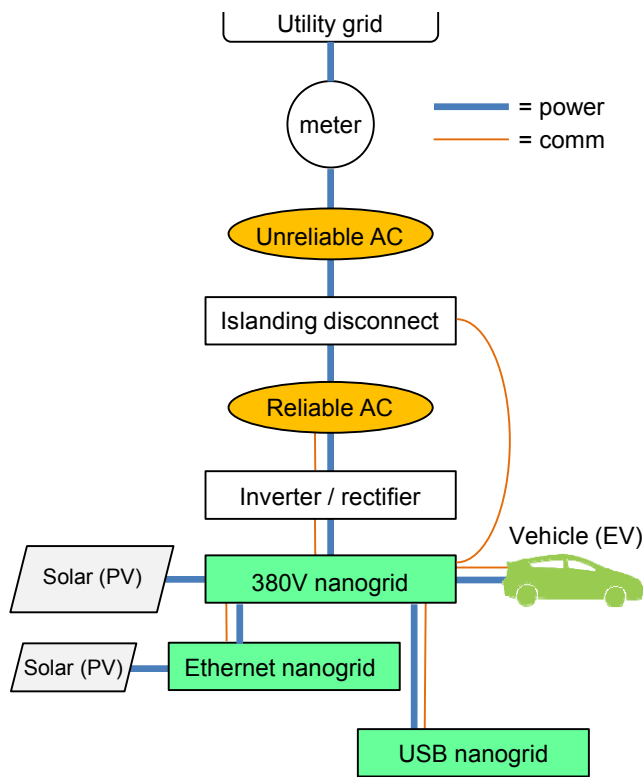 Utility grid
meter
= power
= comm
Unreliable AC
Islanding disconnect
Reliable AC
Inverter / rectifier
Vehicle (EV)
Solar (PV)
380V nanogrid
Solar (PV)
Ethernet nanogrid
USB nanogrid